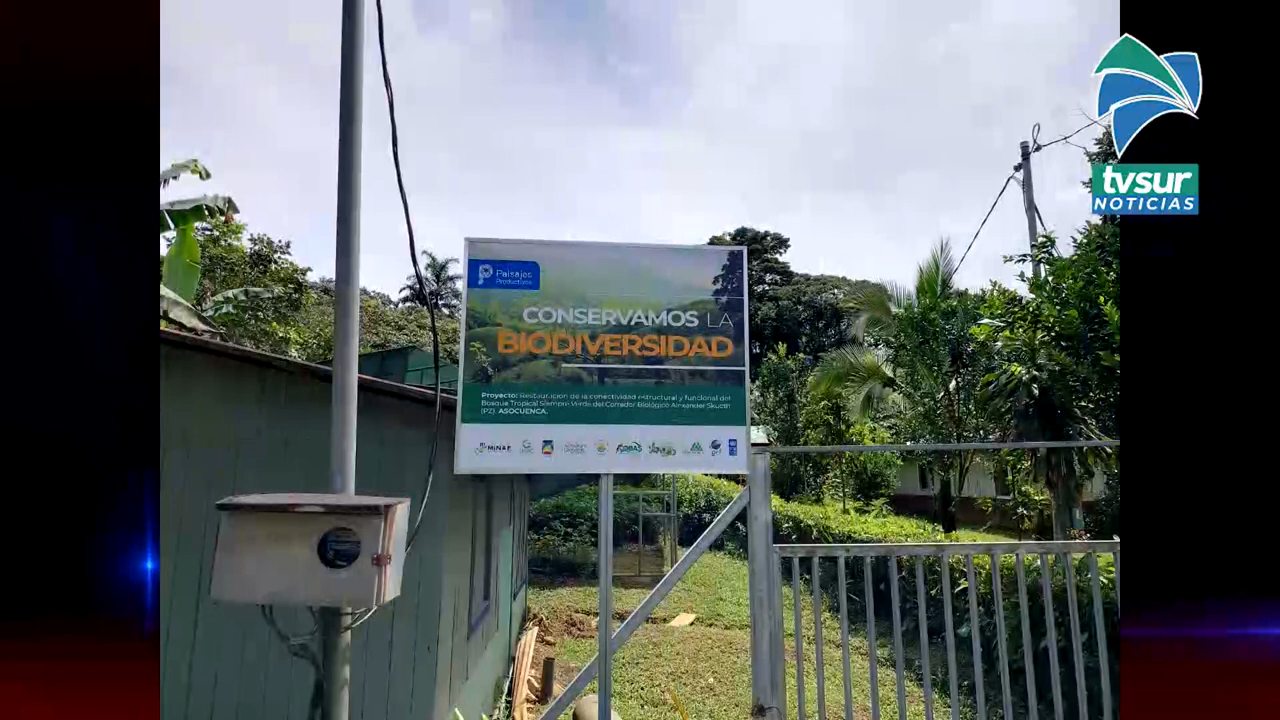 tvsur
NOTICIAS
Paisajes
Productivos
CONSERVAMOS LA
BIODIVERSIDAD
Proyecto: Restauración de la conectividad estructural y funcional del
Bosque Tropical Siempre Verde del Corredor Biológico Alexander Skutch
(PZ). ASOCUENCA.
MINAE